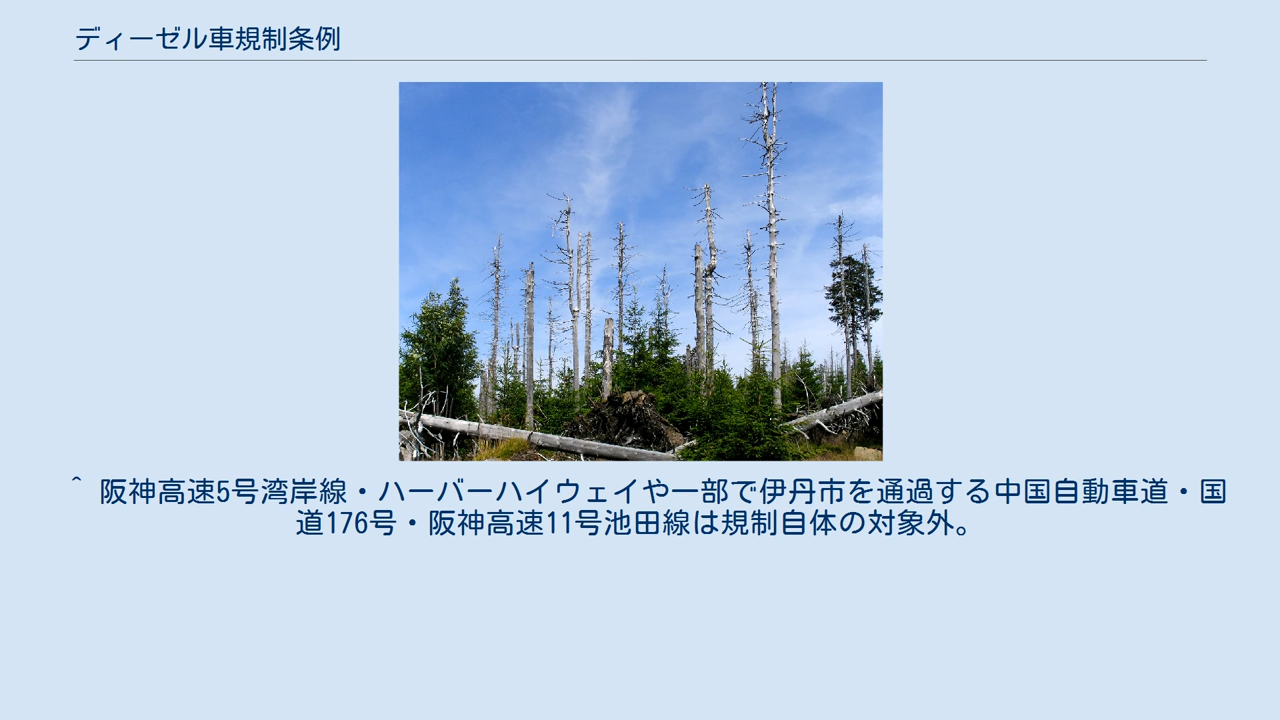 ディーゼル車規制条例
^ 阪神高速5号湾岸線・ハーバーハイウェイや一部で伊丹市を通過する中国自動車道・国
道176号・阪神高速11号池田線は規制自体の対象外。